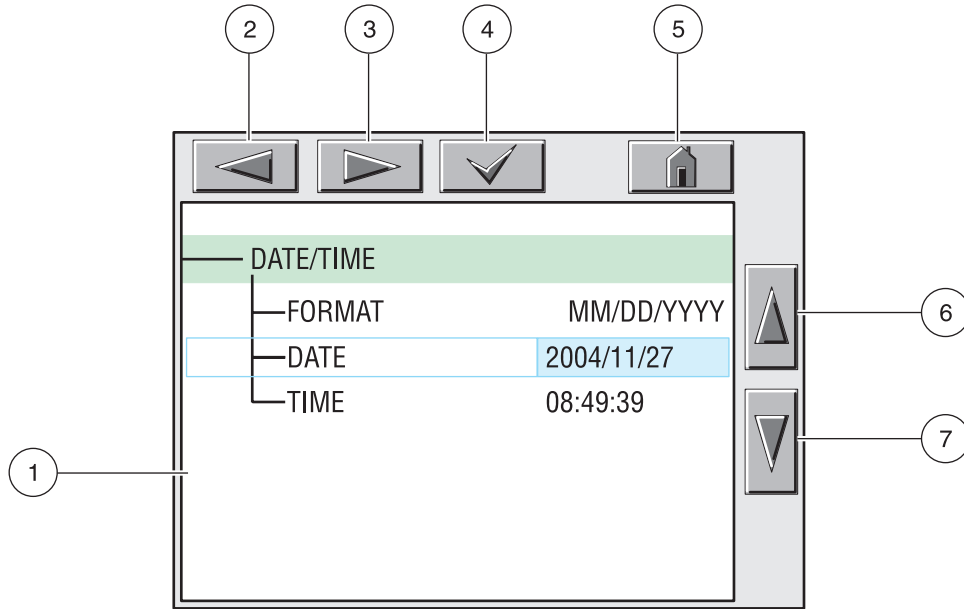 2 3 4 5
DATE/TIME
FORMAT MM/DD/YYYY
6
DATE 2004/11/27
TIME 08:49:39
7
1